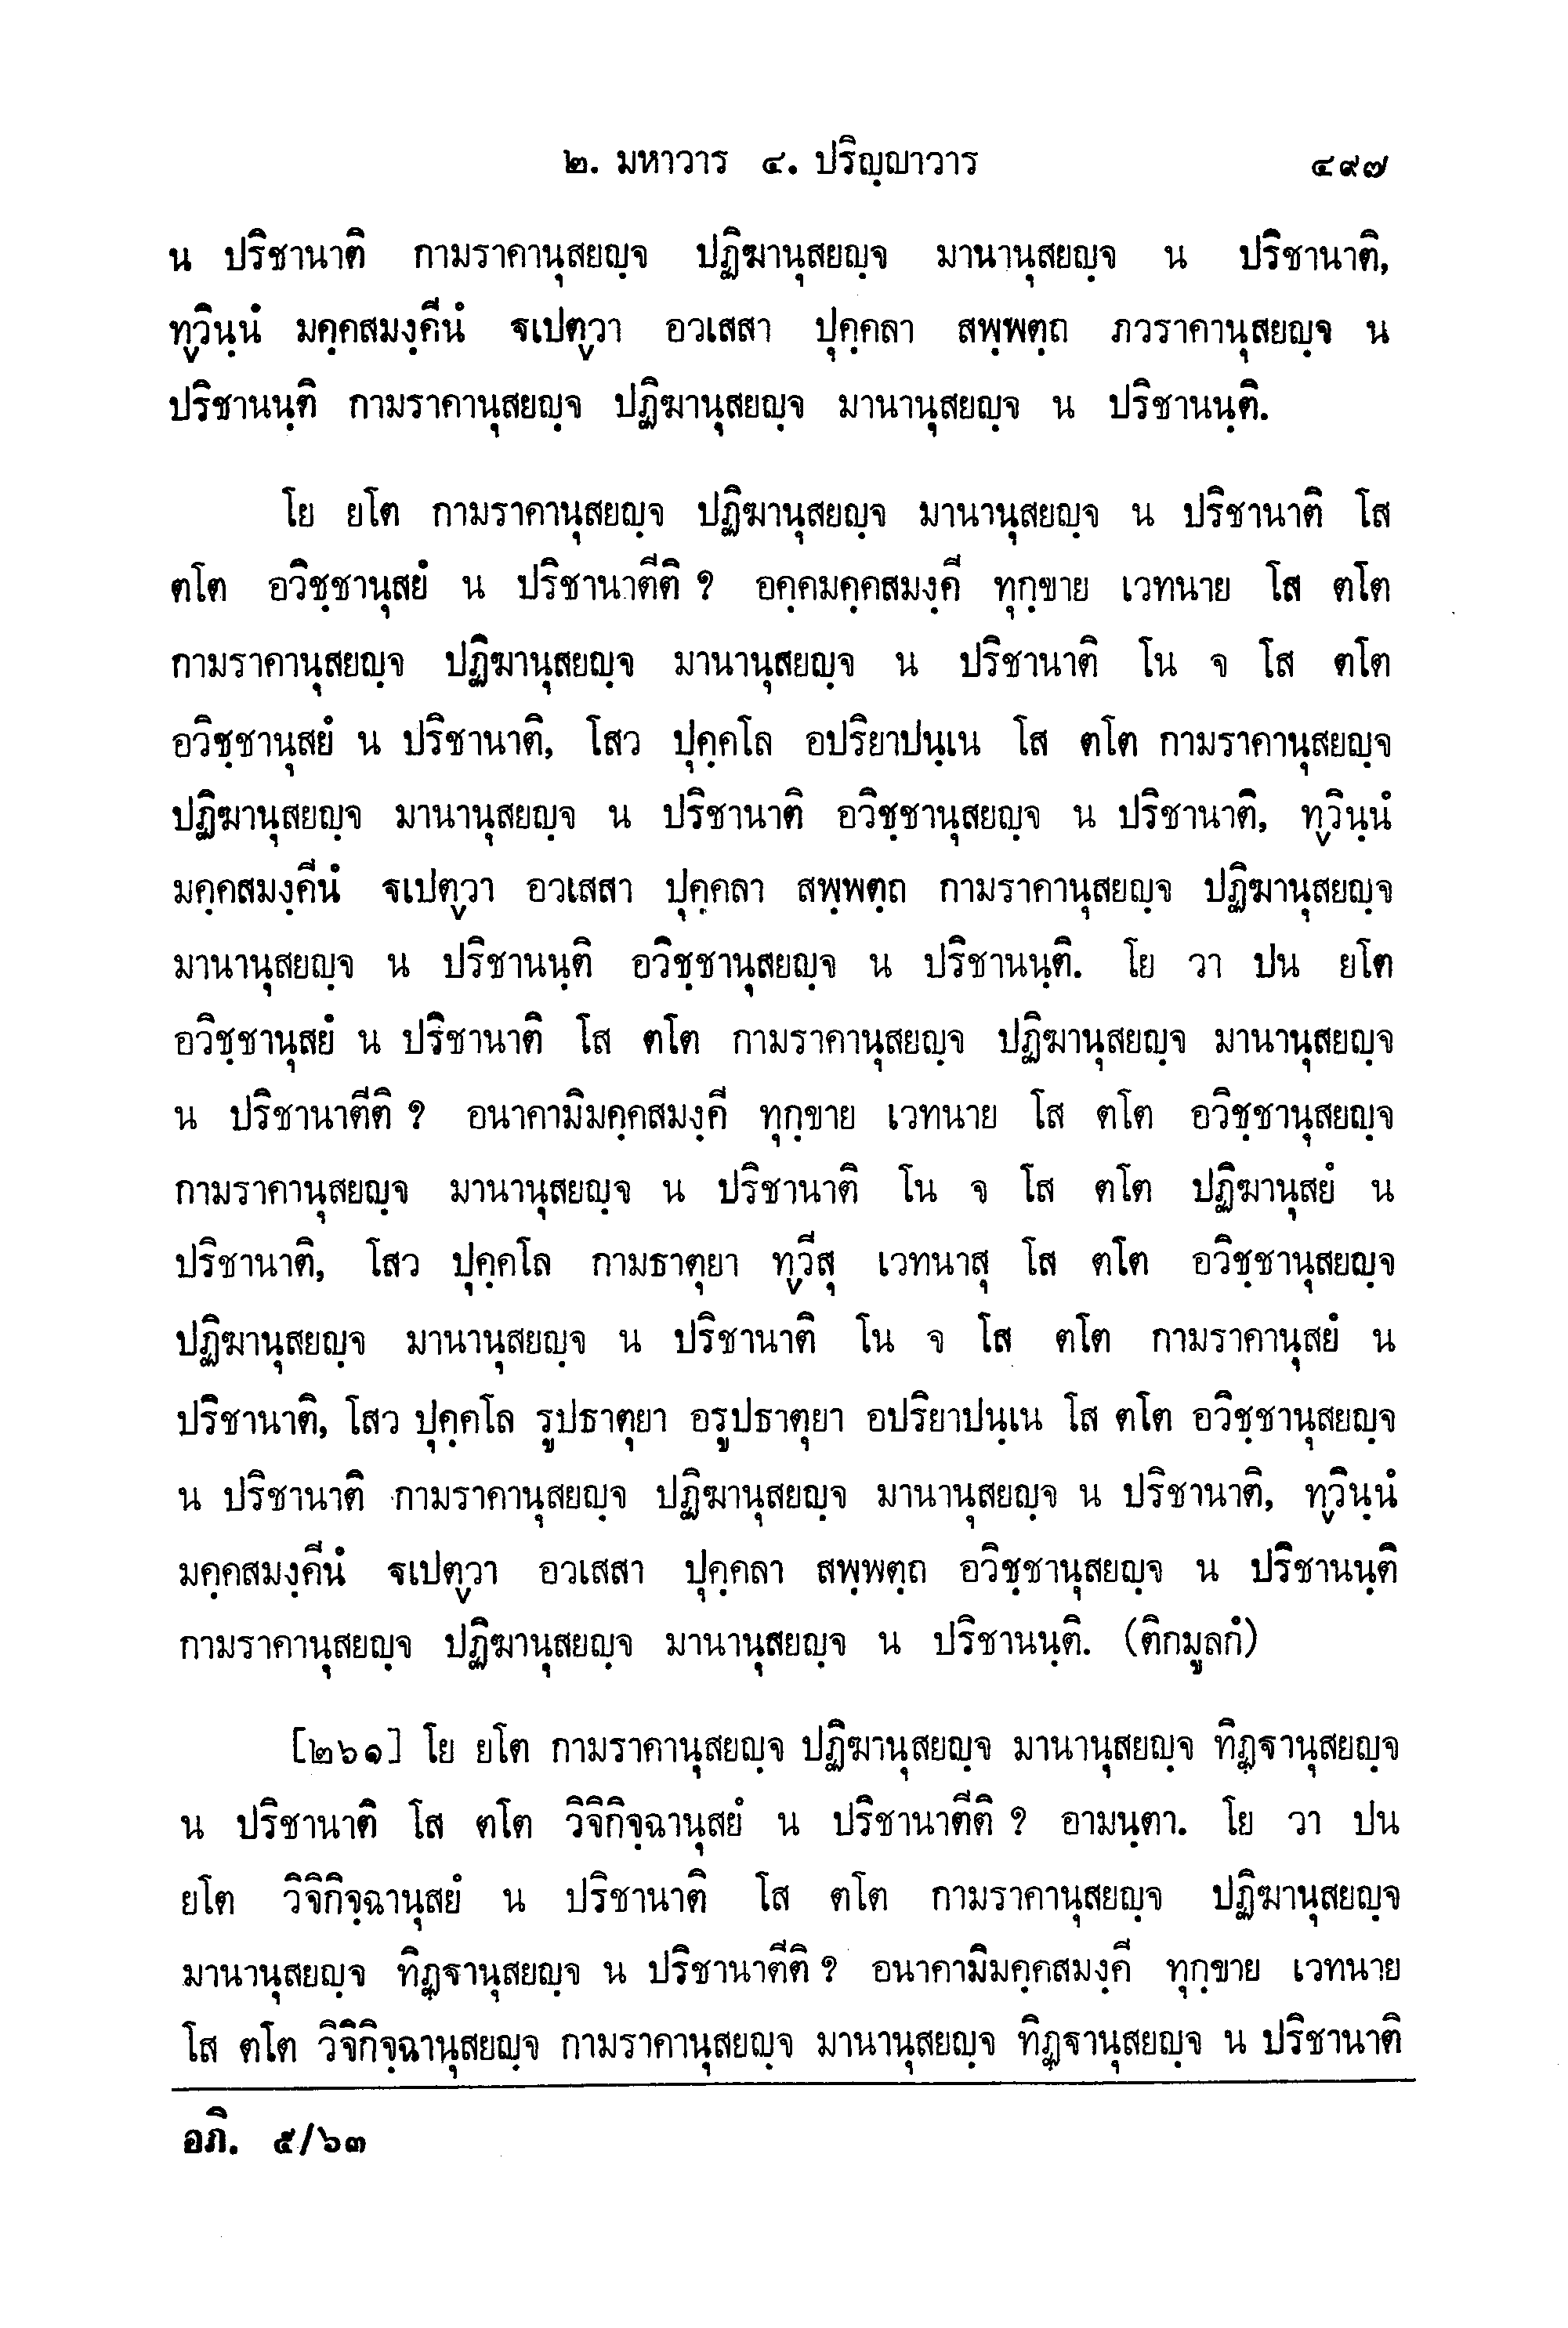 ๒. มหาวาร ๔. ปริญฺญาวาร ๔๙๗
น ปริชานาติ กามราคานุสยญฺจ ปฏิฆานุสยญฺจ มานานุสยญฺจ น ปริชานาติ,
ทฺวินฺนํ มคฺคสมงฺคีนํ ฐเปตฺวา อวเสสา ปุคฺคลา สพฺพตฺถ ภวราคานุสยญฺจ น
ปริชานนฺติ กามราคานุสยญฺจ ปฏิฆานุสยญฺจ มานานุสยญฺจ น ปริชานนฺติ.
โย ยโต กามราคานุสยญฺจ ปฏิฆานุสยญฺจ มานานุสยญฺจ น ปริชานาติ โส
ตโต อวิชฺชานุสยํ น ปริชานาตีติ ? อคฺคมคฺคสมงฺคี ทุกฺขาย เวทนาย โส ตโต
กามราคานุสยญฺจ ปฏิฆานุสยญฺจ มานานุสยญฺจ น ปริชานาติ โน จ โส ตโต
อวิชฺชานุสยํ น ปริชานาติ, โสว ปุคฺคโล อปริยาปนฺเน โส ตโต กามราคานุสยญฺจ
ปฏิฆานุสยญฺจ มานานุสยญฺจ น ปริชานาติ อวิชฺชานุสยญฺจ น ปริชานาติ, ทฺวินฺนํ
มคฺคสมงฺคีนํ ฐเปตฺวา อวเสสา ปุคฺคลา สพฺพตฺถ กามราคานุสยญฺจ ปฏิฆานุสยญฺจ
มานานุสยญฺจ น ปริชานนฺติ อวิชฺชานุสยญฺจ น ปริชานนฺติ. โย วา ปน ยโต
อวิชฺชานุสยํ น ปริชานาติ โส ตโต กามราคานุสยญฺจ ปฏิฆานุสยญฺจ มานานุสยญฺจ
น ปริชานาตีติ ? อนาคามิมคฺคสมงฺคี ทุกฺขาย เวทนาย โส ตโต อวิชฺชานุสยญฺจ
กามราคานุสยญฺจ มานานุสยญฺจ น ปริชานาติ โน จ โส ตโต ปฏิฆานุสยํ น
ปริชานาติ, โสว ปุคฺคโล กามธาตุยา ทฺวีสุ เวทนาสุ โส ตโต อวิชฺชานุสยญฺจ
ปฏิฆานุสยญฺจ มานานุสยญฺจ น ปริชานาติ โน จ โส ตโต กามราคานุสยํ น
ปริชานาติ, โสว ปุคฺคโล รูปธาตุยา อรูปธาตุยา อปริยาปนฺเน โส ตโต อวิชฺชานุสยญฺจ
น ปริชานาติ กามราคานุสยญฺจ ปฏิฆานุสยญฺจ มานานุสยญฺจ น ปริชานาติ, ทฺวินฺนํ
มคฺคสมงฺคีนํ ฐเปตฺวา อวเสสา ปุคฺคลา สพฺพตฺถ อวิชฺชานุสยญฺจ น ปริชานนฺติ
กามราคานุสยญฺจ ปฏิฆานุสยญฺจ มานานุสยญฺจ น ปริชานนฺติ. (ติกมูลกํ)
[๒๖๑] โย ยโต กามราคานุสยญฺจ ปฏิฆานุสยญฺจ มานานุสยญฺจ ทิฏฺฐานุสยญฺจ
น ปริชานาติ โส ตโต วิจิกิจฺฉานุสยํ น ปริชานาตีติ ? อามนฺตา. โย วา ปน
ยโต วิจิกิจฺฉานุสยํ น ปริชานาติ โส ตโต กามราคานุสยญฺจ ปฏิฆานุสยญฺจ
มานานุสยญฺจ ทิฏฺฐานุสยญฺจ น ปริชานาตีติ ? อนาคามิมคฺคสมงฺคี ทุกฺขาย เวทนาย
โส ตโต วิจิกิจฺฉานุสยญฺจ กามราคานุสยญฺจ มานานุสยญฺจ ทิฏฺฐานุสยญฺจ น ปริชานาติ
อภิ. ๕/๖๓